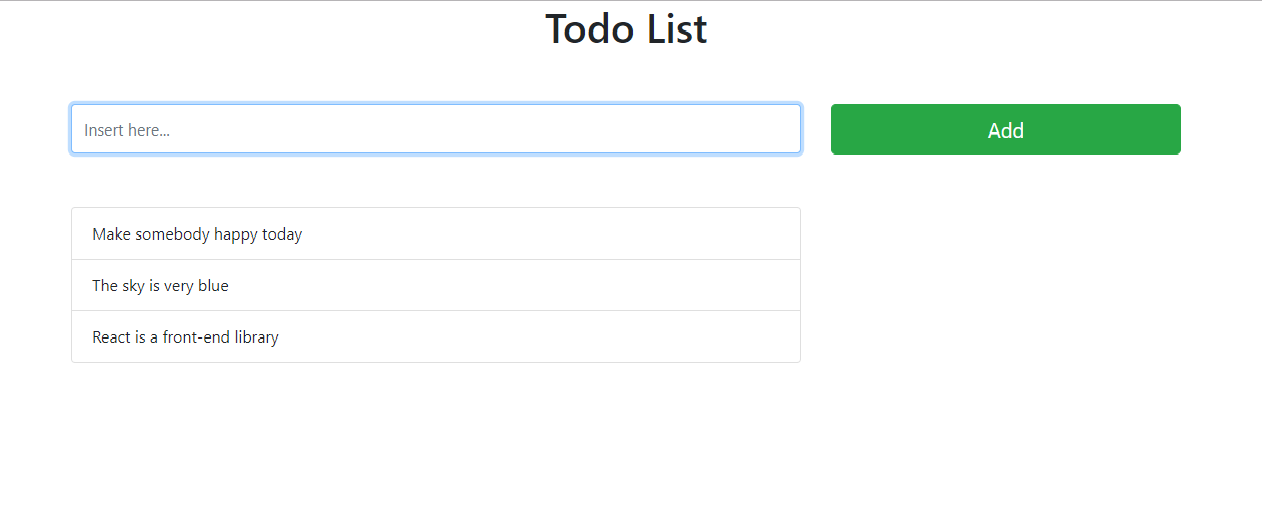 Todo List
Insert here...
Add
Make somebody happy today
The sky is very blue
React is a front-end library